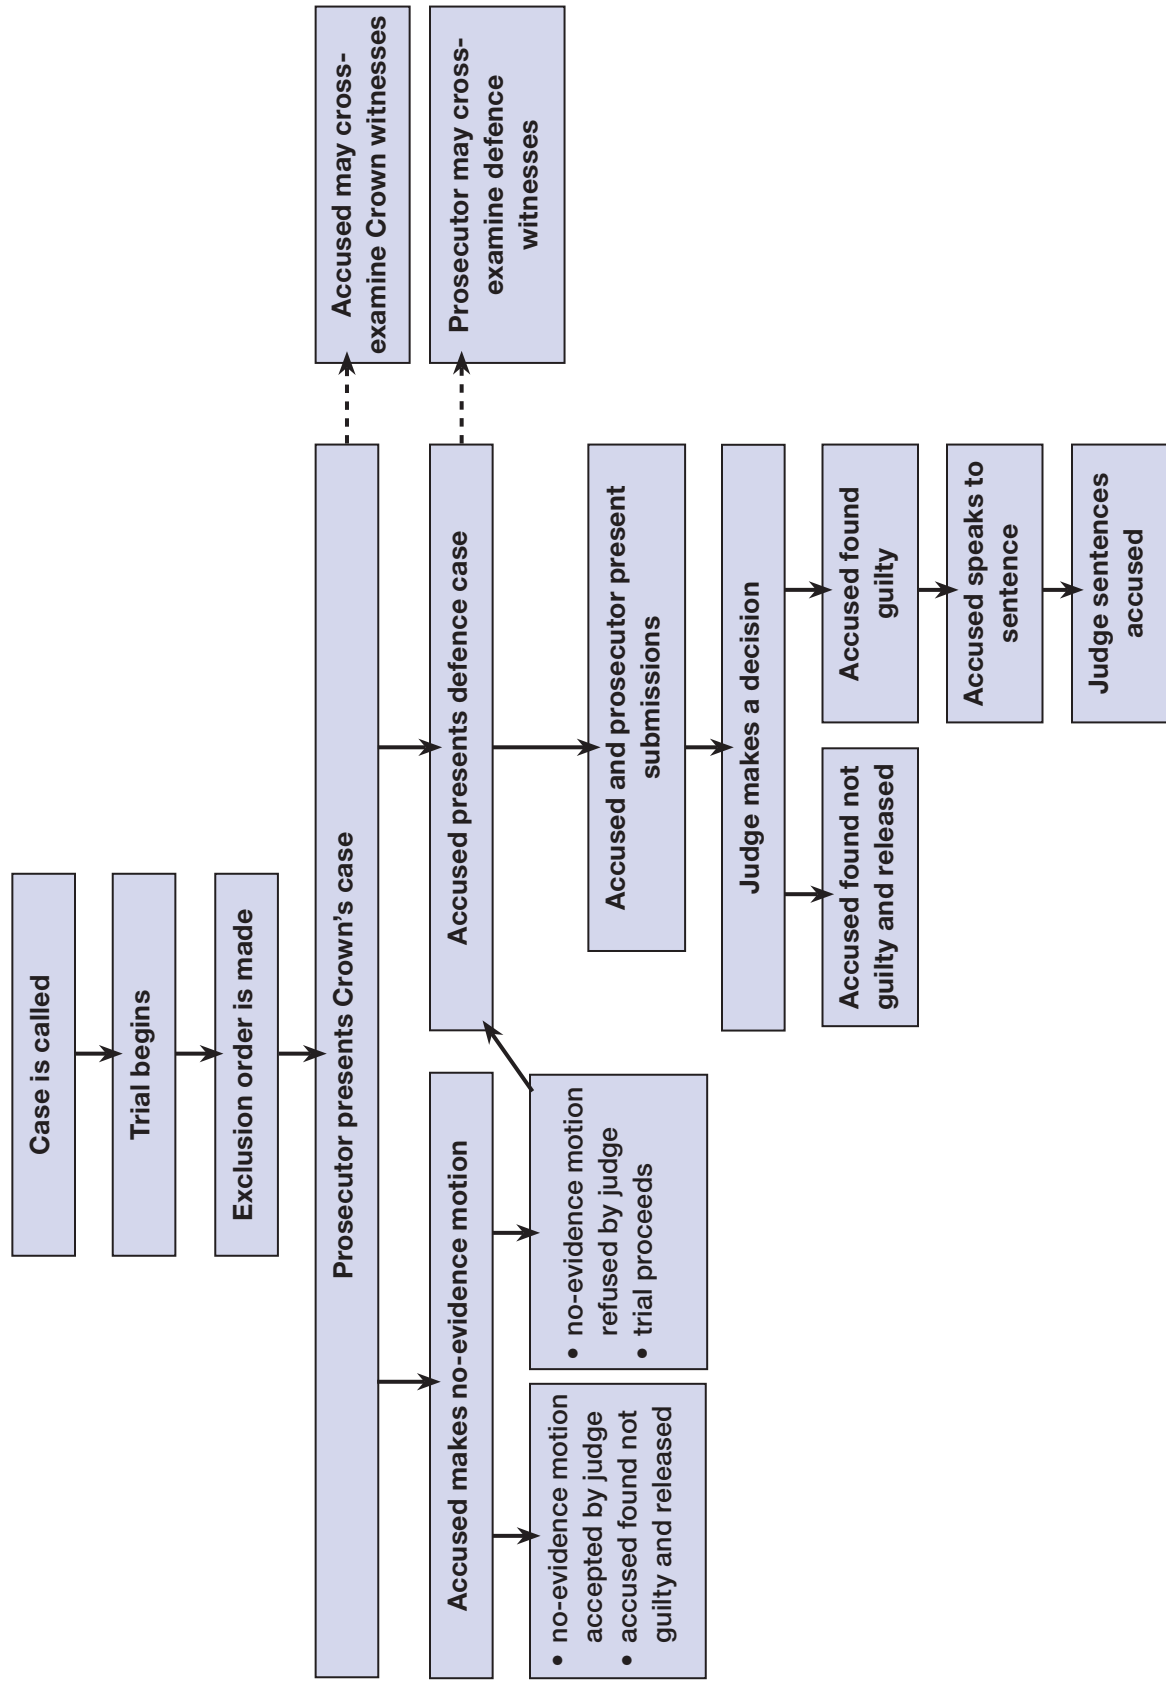 Case is called
Trial begins
Exclusion order is made
Prosecutor presents Crown’s case
Accused may cross-
examine Crown witnesses
Accused makes no-evidence motion
Accused presents defence case
Prosecutor may cross-
examine defence
witnesses
• no-evidence motion
accepted by judge
• accused found not
guilty and released
• no-evidence motion
refused by judge
• trial proceeds
Accused and prosecutor present
submissions
Judge makes a decision
Accused found not
guilty and released
Accused found
guilty
Accused speaks to
sentence
Judge sentences
accused